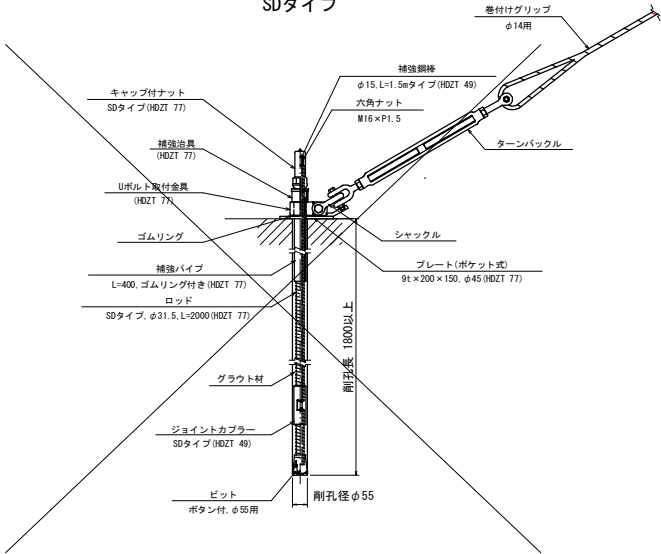 SDタイプ
巻付けグリップ
φ14用
補強鋼棒
φ15,L=1.5mタイプ(HDZT 49)
六角ナット
M16×P1.5
キャップ付ナット
SDタイプ(HDZT 77)
補強治具
(HDZT 77)
Uボルト取付金具
(HDZT 77)
ゴムリング
ターンバックル
シャックル
プレート(ポケット式)
9t×200×150,φ45(HDZT 77)
補強パイプ
L=400,ゴムリング付き(HDZT 77)
ロッド
SDタイプ,φ31.5,L=2000(HDZT 77)
削孔長 1800以上
グラウト材
ジョイントカプラー
SDタイプ(HDZT 49)
ビット
ボタン付,φ55用
削孔径φ55